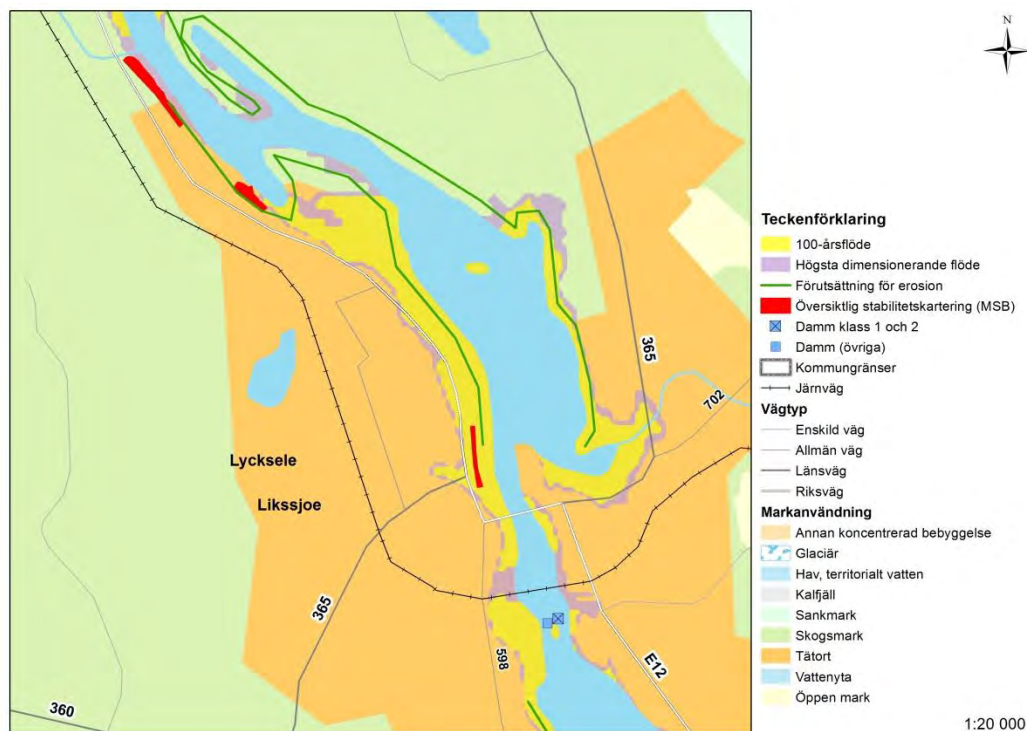 N
365
702
Lycksele
Likssjoe
365
598
E12
360
Teckenförklaring
100-årsflöde
Högsta dimensionerande flöde
Förutsättning för erosion
Översiktlig stabilitetskartering (MSB)
Damm klass 1 och 2
Damm (övriga)
Kommungränser
Järnväg
Vägtyp
Enskild väg
Allmän väg
Länsväg
Riksväg
Markanvändning
Annan koncentrerad bebyggelse
Glaciär
Hav, territorialt vatten
Kalfjäll
Sankmark
Skogsmark
Tätort
Vattenyta
Öppen mark
1:20 000